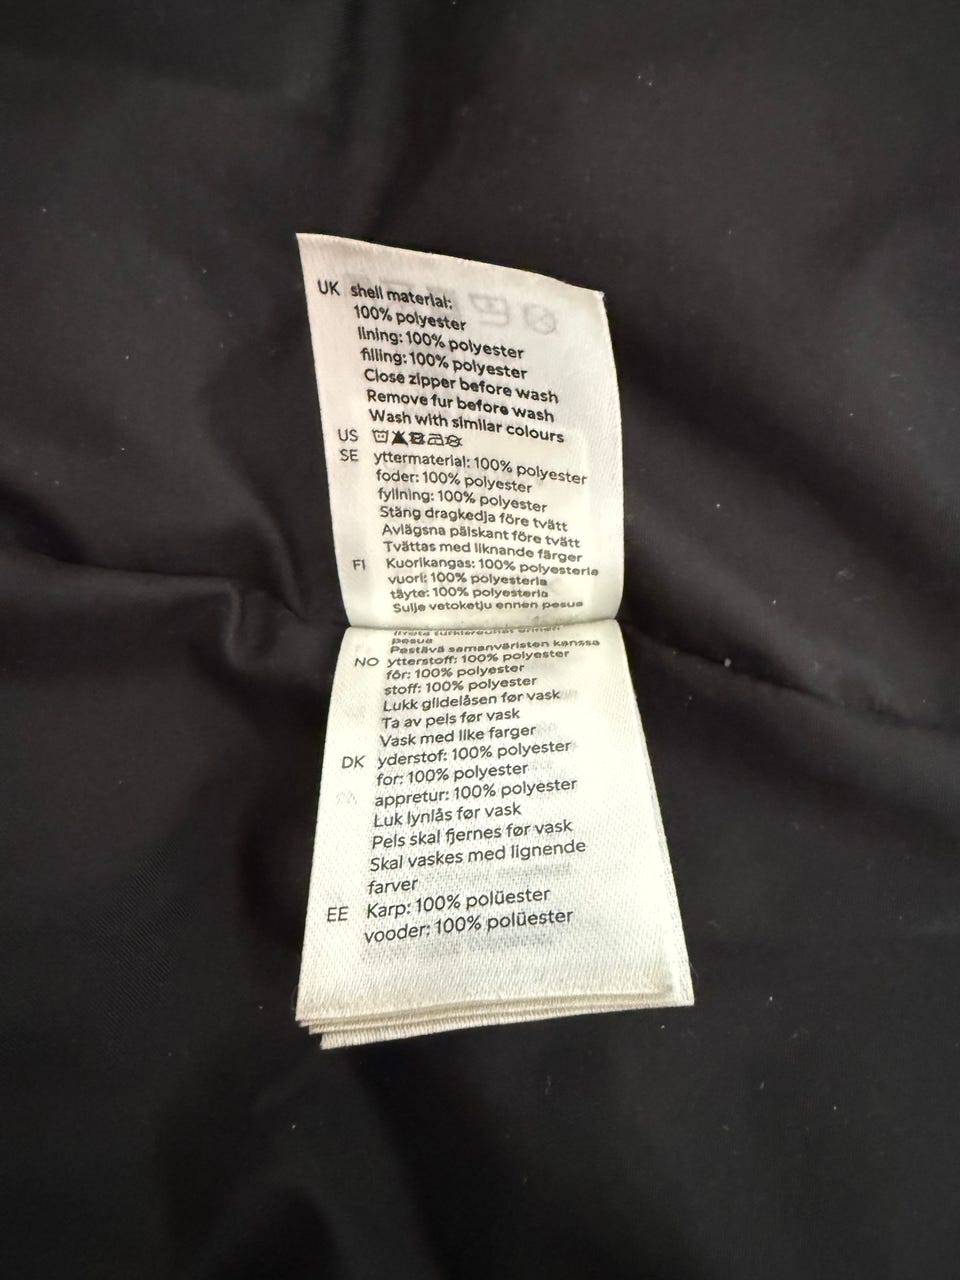 UK shell material:
100% polyester
lining: 100% polyester
filling: 100% polyester
Close zipper before wash
Remove fur before wash
Wash with similar colours
US
SE yttermaterial: 100% polyester
foder: 100% polyester
fyllning: 100% polyester
Stäng dragkedja före tvätt
Avlägsna pälskant före tvätt
Tvättas med liknande färger
FI Kuorikangas: 100% polyesteria
vuori: 100% polyesteria
täyte: 100% polyesteria
Sulje vetoketju ennen pesua
pesua
Pestävä samanväristen kanssa
NO ytterstoff: 100% polyester
fôr: 100% polyester
stoff: 100% polyester
Lukk glidelåsen før vask
Ta av pels før vask
Vask med like farger
DK yderstof: 100% polyester
for: 100% polyester
appretur: 100% polyester
Luk lynlås før vask
Pels skal fjernes før vask
Skal vaskes med lignende
farver
EE Karp: 100% polüester
vooder: 100% polüester